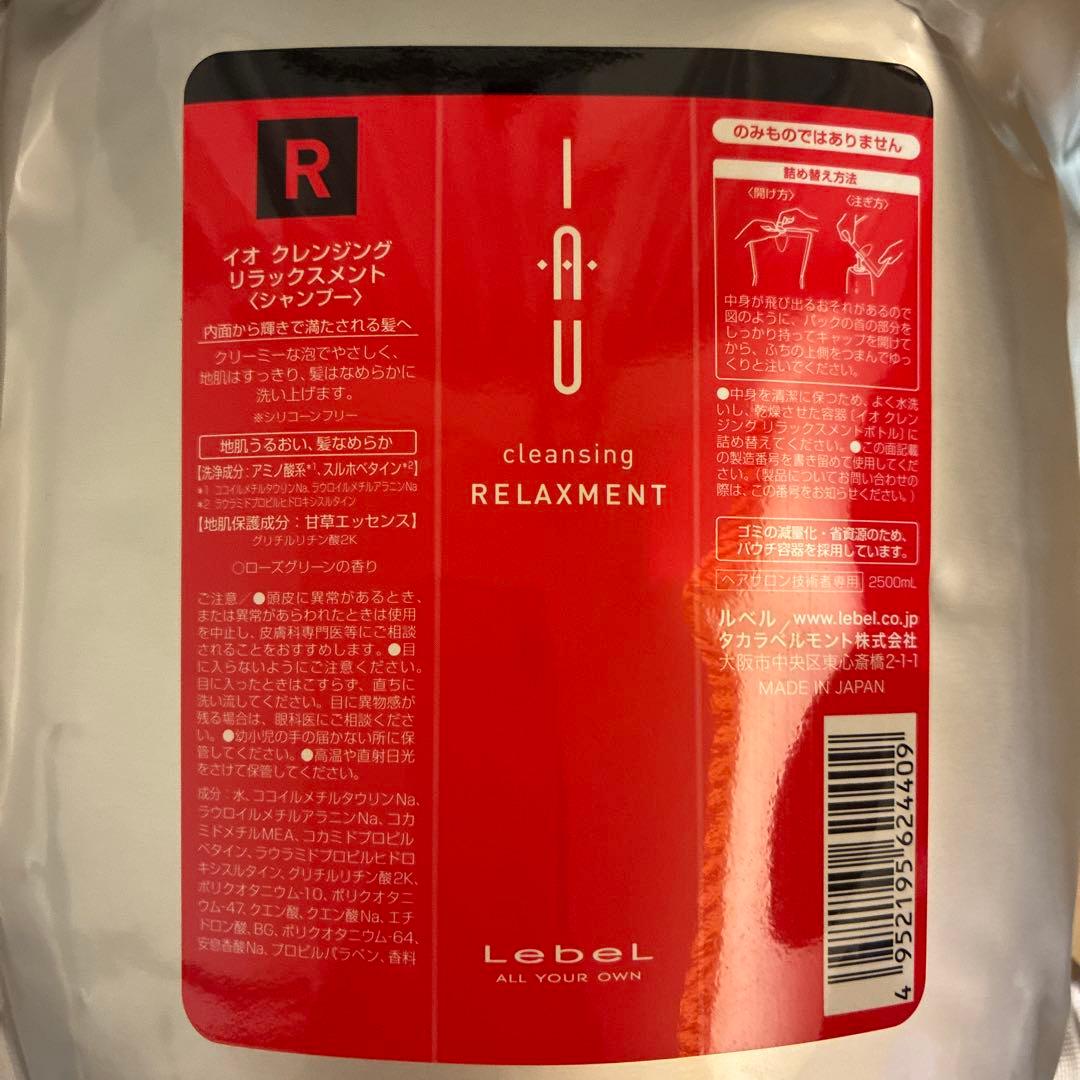 R
イオ クレンジング
リラックスメント
〈シャンプー〉
内面から輝きで満たされる髪へ
クリーミーな泡でやさしく、
地肌はすっきり、髪はなめらかに
洗い上げます。
※シリコーンフリー
地肌うるおい、髪なめらか
【洗浄成分：アミノ酸系*1、スルホベタイン*2】
*1 ココイルメチルタウリンNa、ラウロイルメチルアラニンNa
*2 ラウラミドプロピルヒドロキシスルタイン
【地肌保護成分：甘草エッセンス】
グリチルリチン酸2K
○ローズグリーンの香り
ご注意／●頭皮に異常があるとき、
または異常があらわれたときは使用
を中止し、皮膚科専門医等にご相談
されることをおすすめします。●目
に入らないようにご注意ください。
目に入ったときはこすらず、直ちに
洗い流してください。目に異物感が
残る場合は、眼科医にご相談くださ
い。●幼小児の手の届かない所に保
管してください。●高温や直射日光
をさけて保管してください。
成分：水、ココイルメチルタウリンNa、
ラウロイルメチルアラニンNa、コカ
ミドメチルMEA、コカミドプロピル
ベタイン、ラウラミドプロピルヒドロ
キシスルタイン、グリチルリチン酸2K、
ポリクオタニウム-10、ポリクオタニ
ウム-47、クエン酸、クエン酸Na、エチ
ドロン酸、BG、ポリクオタニウム-64、
安息香酸Na、プロピルパラベン、香料
I
·A·
U
cleansing
RELAXMENT
LebeL
ALL YOUR OWN
のみものではありません
詰め替え方法
〈開け方〉 〈注ぎ方〉
中身が飛び出るおそれがあるので
図のように、パックの首の部分を
しっかり持ってキャップを開けて
から、ふちの上側をつまんでゆっ
くりと注いでください。
●中身を清潔に保つため、よく水洗
いし、乾燥させた容器〔イオ クレン
ジング リラックスメントボトル〕に
詰め替えてください。●この面記載
の製造番号を書き留めて使用してくだ
さい。（製品についてお問い合わせの
際は、この番号をお知らせください。）
ゴミの減量化・省資源のため、
パウチ容器を採用しています。
ヘアサロン技術者専用 2500mL
ルベル／www.lebel.co.jp
タカラベルモント株式会社
大阪市中央区東心斎橋2-1-1
MADE IN JAPAN
4 952195 624409